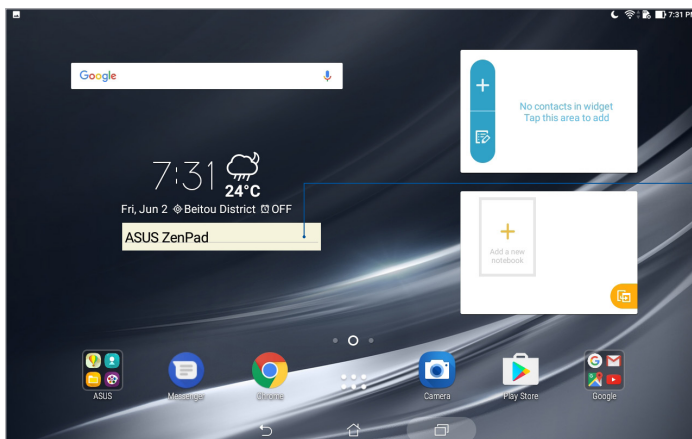 7:31 PM
Google
No contacts in widget
Tap this area to add
7:31
24°C
Fri, Jun 2 Beitou District OFF
ASUS ZenPad
Add a new
notebook
ASUS
Messenger
Chrome
Camera
Play Store
Google